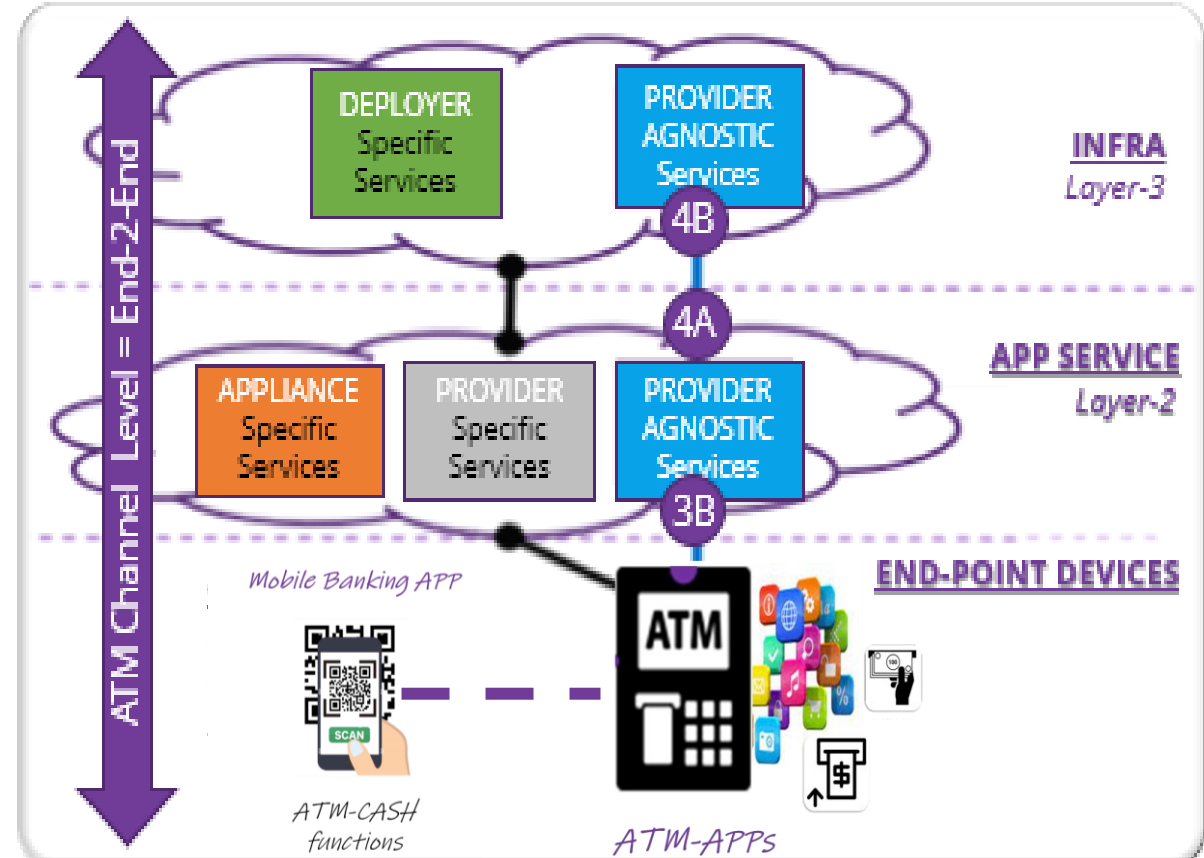 ATM Channel Level = End-2-End
DEPLOYER
Specific
Services
PROVIDER
AGNOSTIC
Services
4B
INFRA
Layer-3
4A
APPLIANCE
Specific
Services
PROVIDER
Specific
Services
PROVIDER
AGNOSTIC
Services
3B
APP SERVICE
Layer-2
END-POINT DEVICES
Mobile Banking APP
SCAN
ATM-CASH
functions
ATM
%
100
$
ATM-APPs